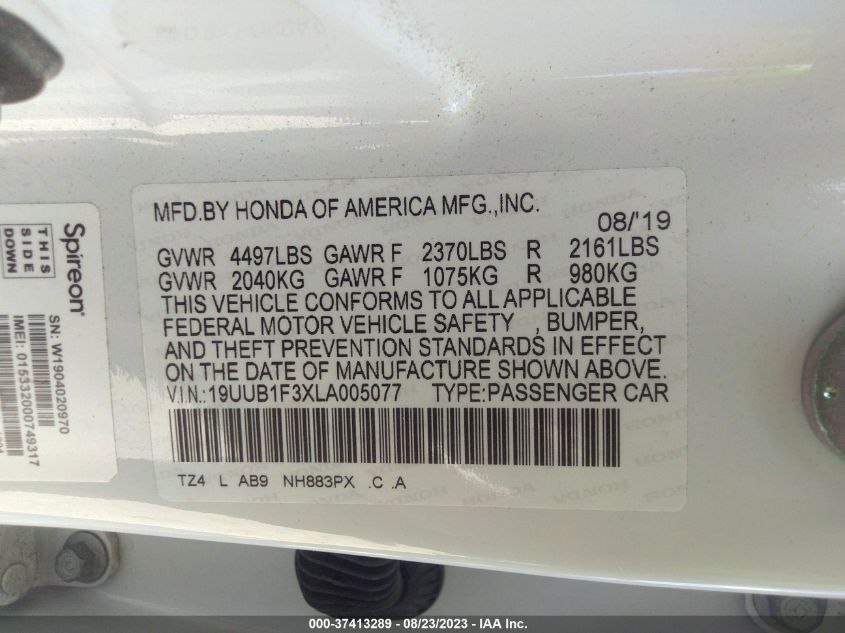 MFD.BY HONDA OF AMERICA MFG.,INC.
08/'19
GVWR 4497LBS GAWR F 2370LBS R 2161LBS
GVWR 2040KG GAWR F 1075KG R 980KG
THIS VEHICLE CONFORMS TO ALL APPLICABLE
FEDERAL MOTOR VEHICLE SAFETY , BUMPER,
AND THEFT PREVENTION STANDARDS IN EFFECT
ON THE DATE OF MANUFACTURE SHOWN ABOVE.
V.I.N.: 19UUB1F3XLA005077 TYPE:PASSENGER CAR
TZ4 L AB9 NH883PX .C .A
Spireon
THIS
SIDE
DOWN
SN: W1904020970
IMEI: 015332000749317
000-37413289 - 08/23/2023 - IAA Inc.